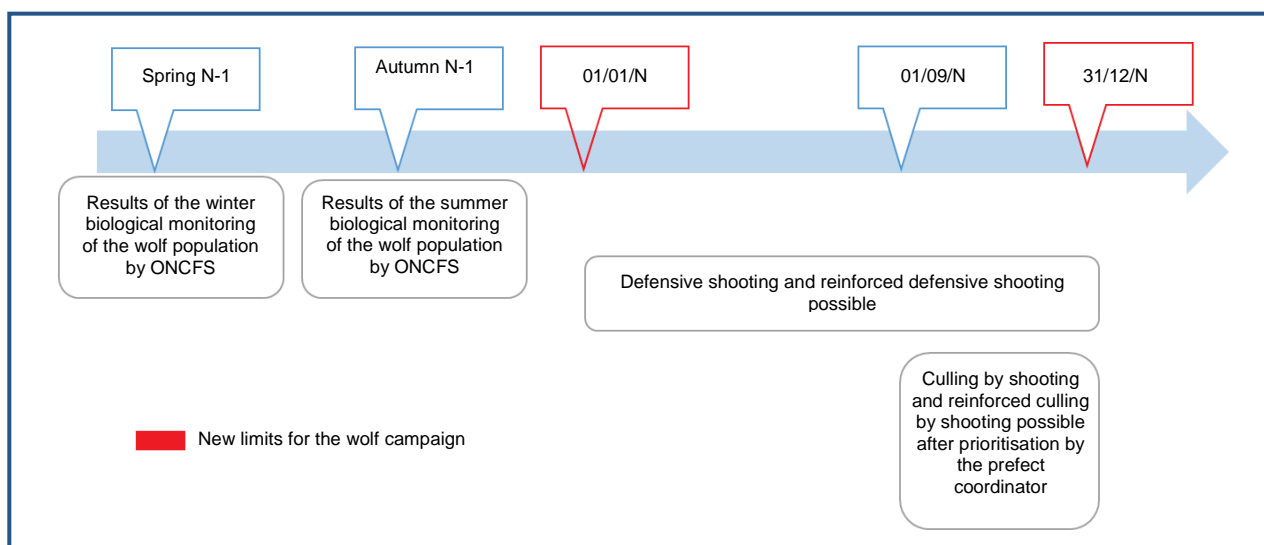 Spring N-1
Autumn N-1
01/01/N
01/09/N
31/12/N
Results of the winter
biological monitoring
of the wolf population
by ONCFS
Results of the summer
biological monitoring
of the wolf population
by ONCFS
Defensive shooting and reinforced defensive shooting
possible
Culling by shooting
and reinforced culling
by shooting possible
after prioritisation by
the prefect
coordinator
New limits for the wolf campaign